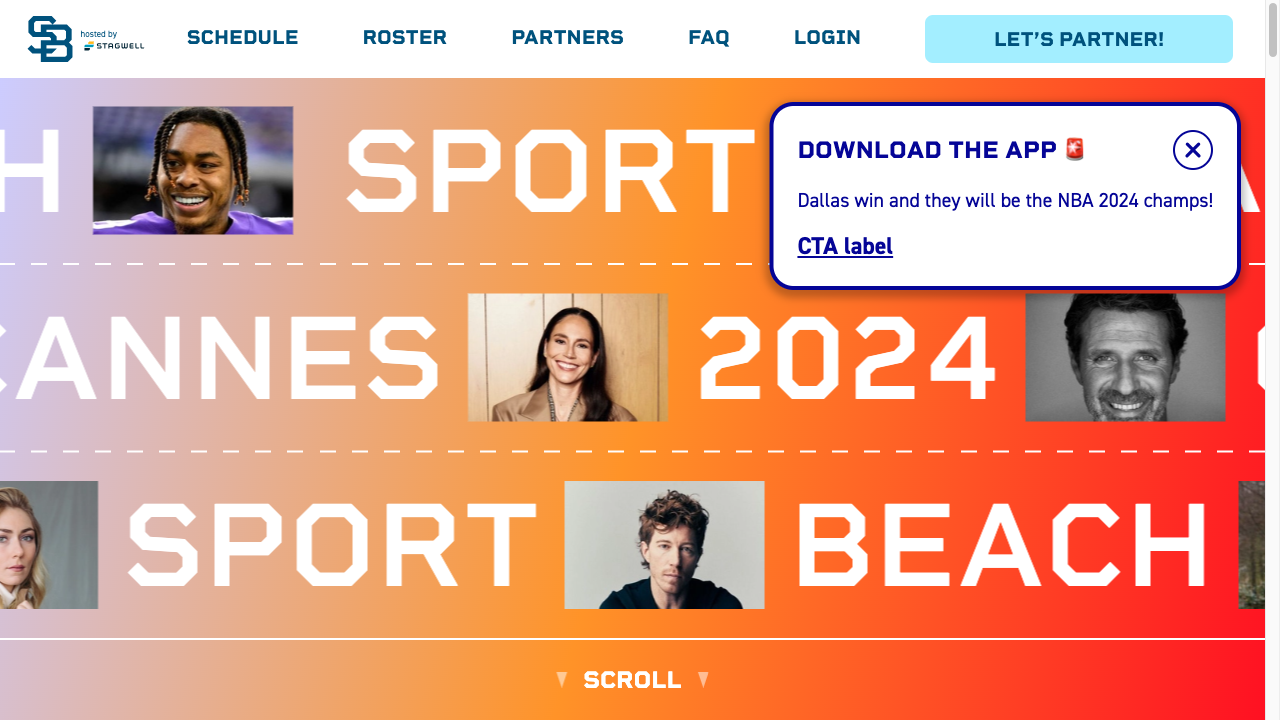 hosted by
STAGWELL
SCHEDULE
ROSTER
PARTNERS
FAQ
LOGIN
LET'S PARTNER!
H SPORT
DOWNLOAD THE APP 🚨
Dallas win and they will be the NBA 2024 champs!
CTA label
CANNES 2024
SPORT BEACH
SCROLL